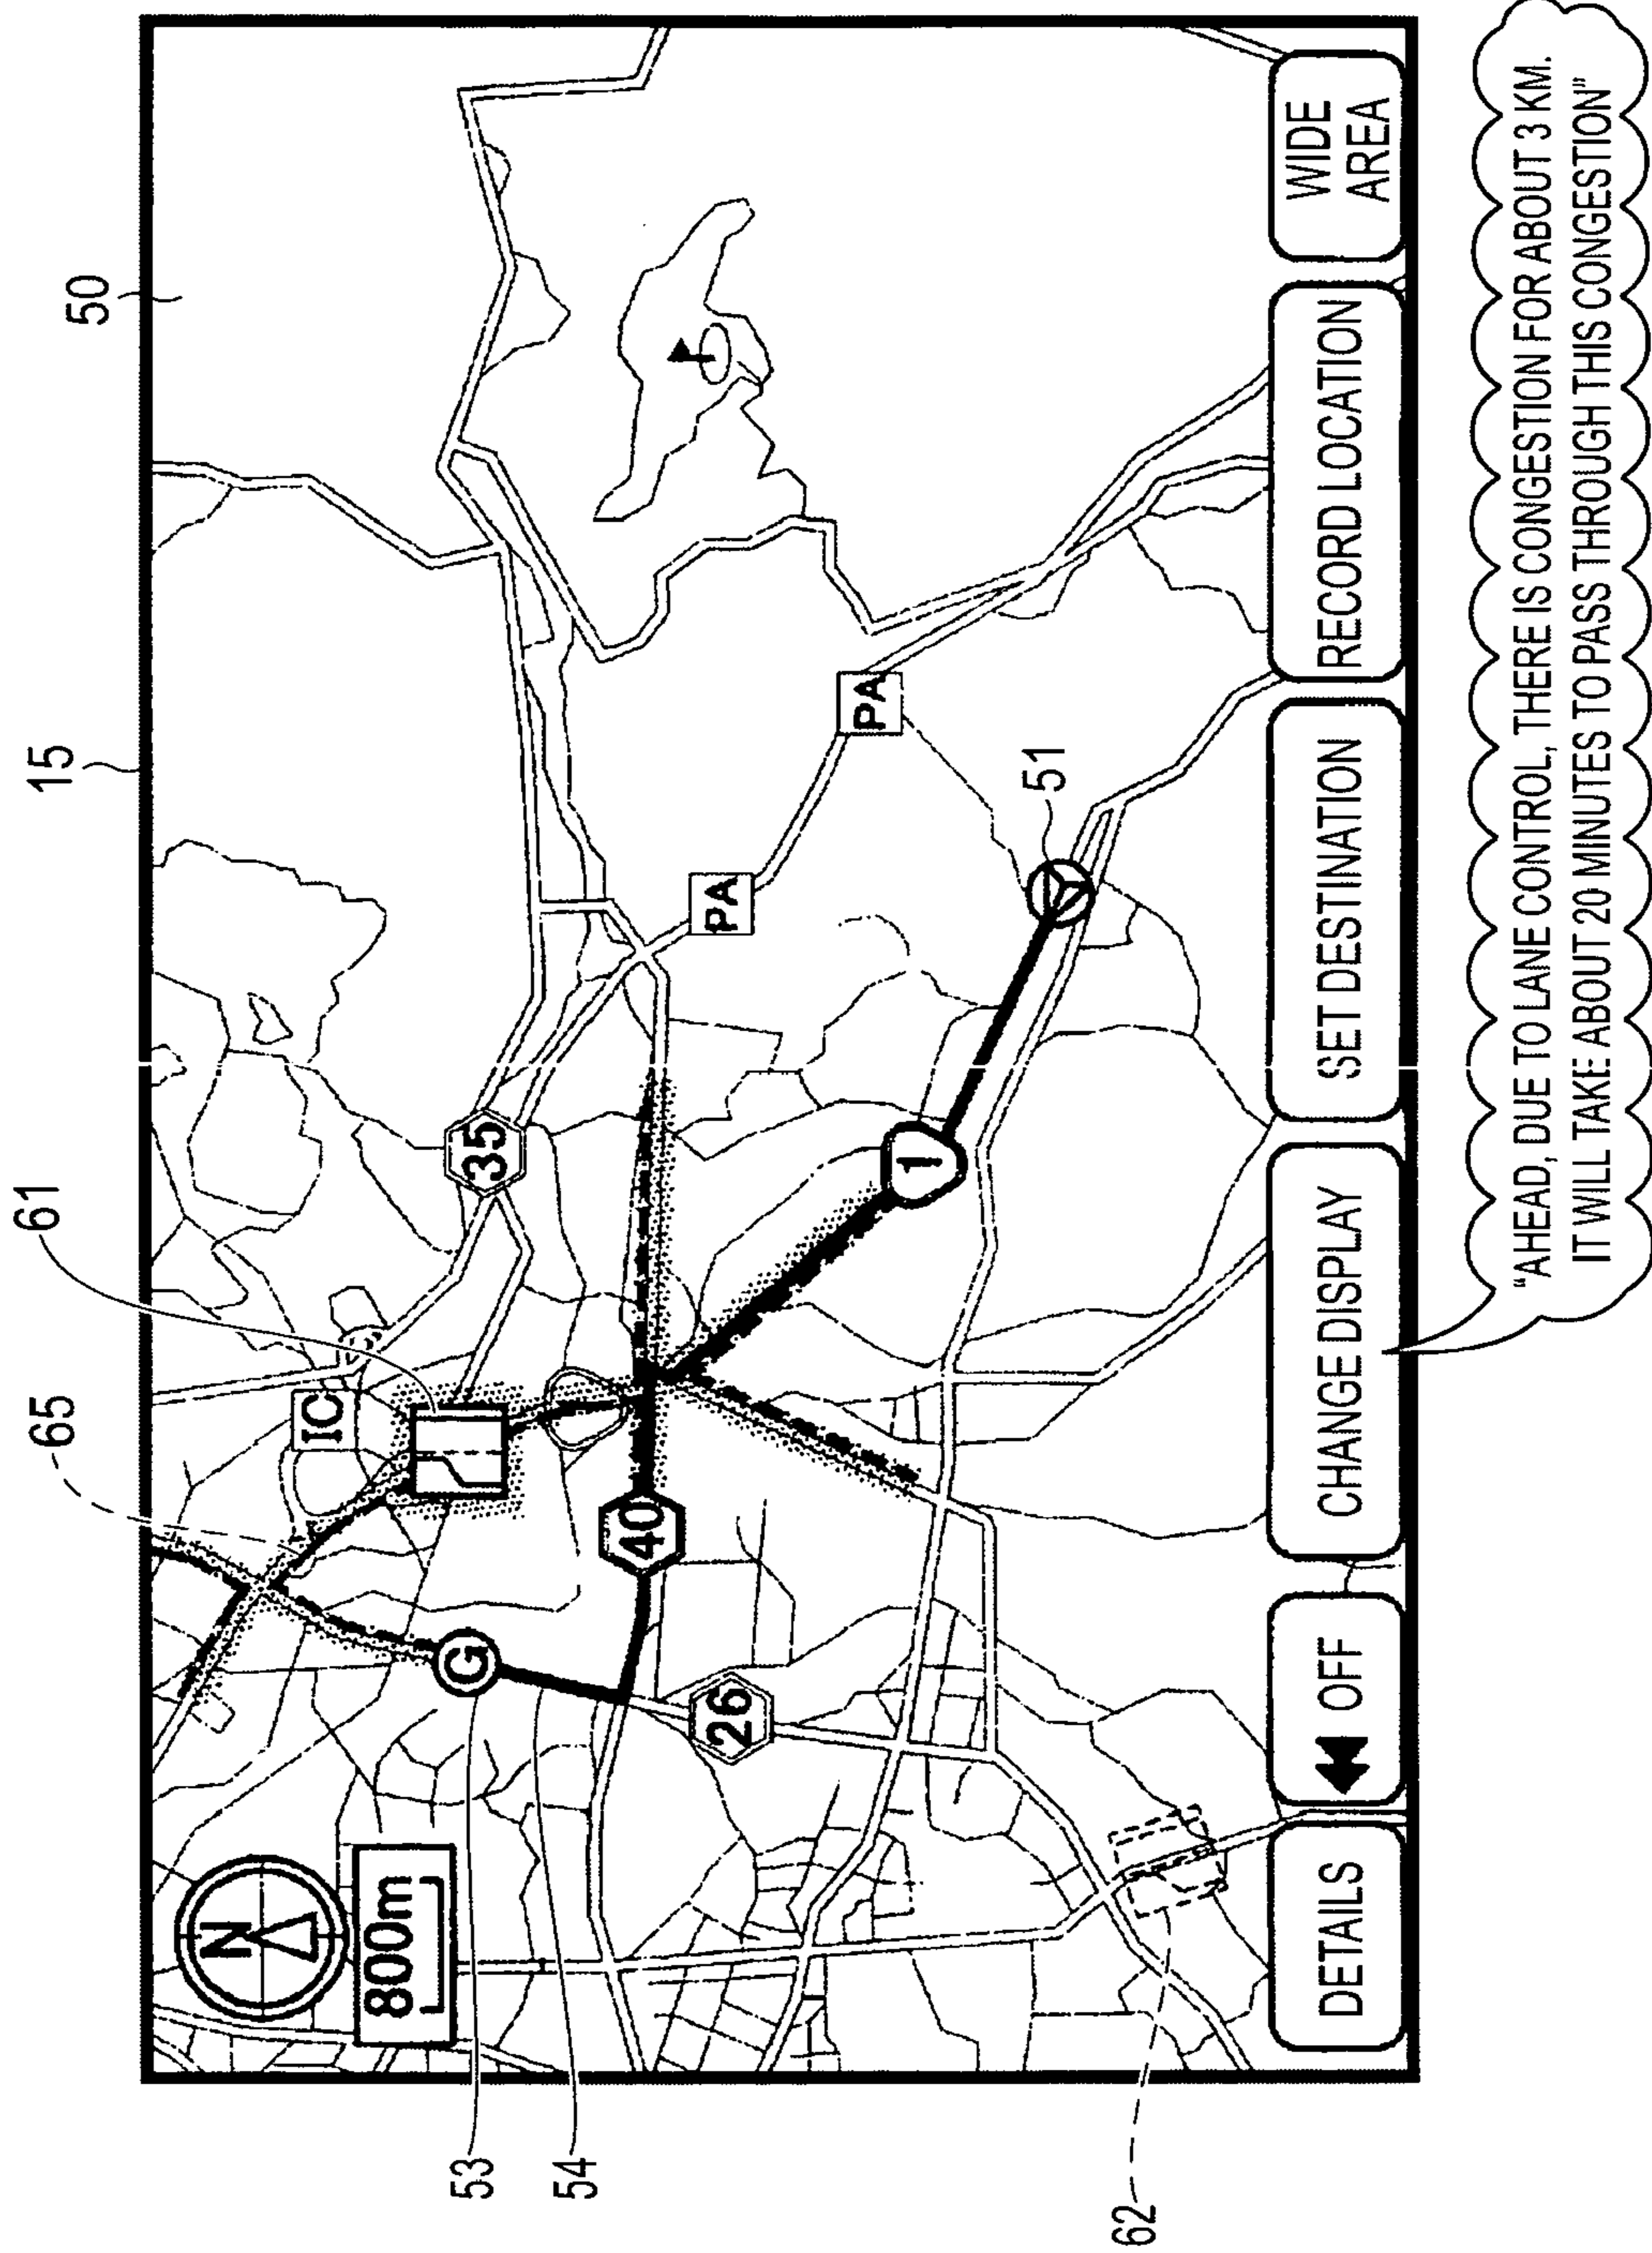 15
50
61
65
N
800m
IC
35
G
40
26
PA
PA
1
51
53
54
62
DETAILS
OFF
CHANGE DISPLAY
SET DESTINATION
RECORD LOCATION
WIDE
AREA
“AHEAD, DUE TO LANE CONTROL, THERE IS CONGESTION FOR ABOUT 3 KM.
IT WILL TAKE ABOUT 20 MINUTES TO PASS THROUGH THIS CONGESTION”